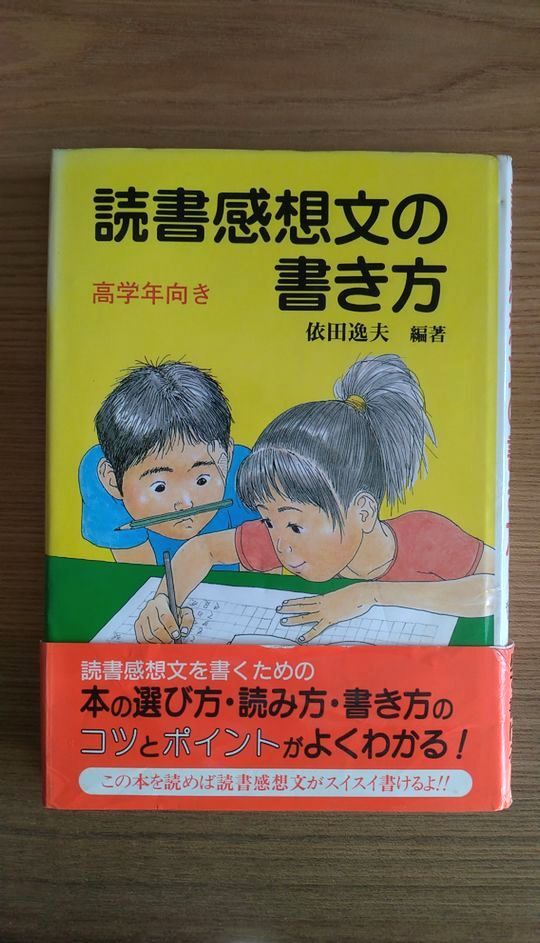 読書感想文の
書き方
高学年向き
依田逸夫 編著
読書感想文を書くための
本の選び方・読み方・書き方の
コツとポイントがよくわかる!
この本を読めば読書感想文がスイスイ書けるよ!!